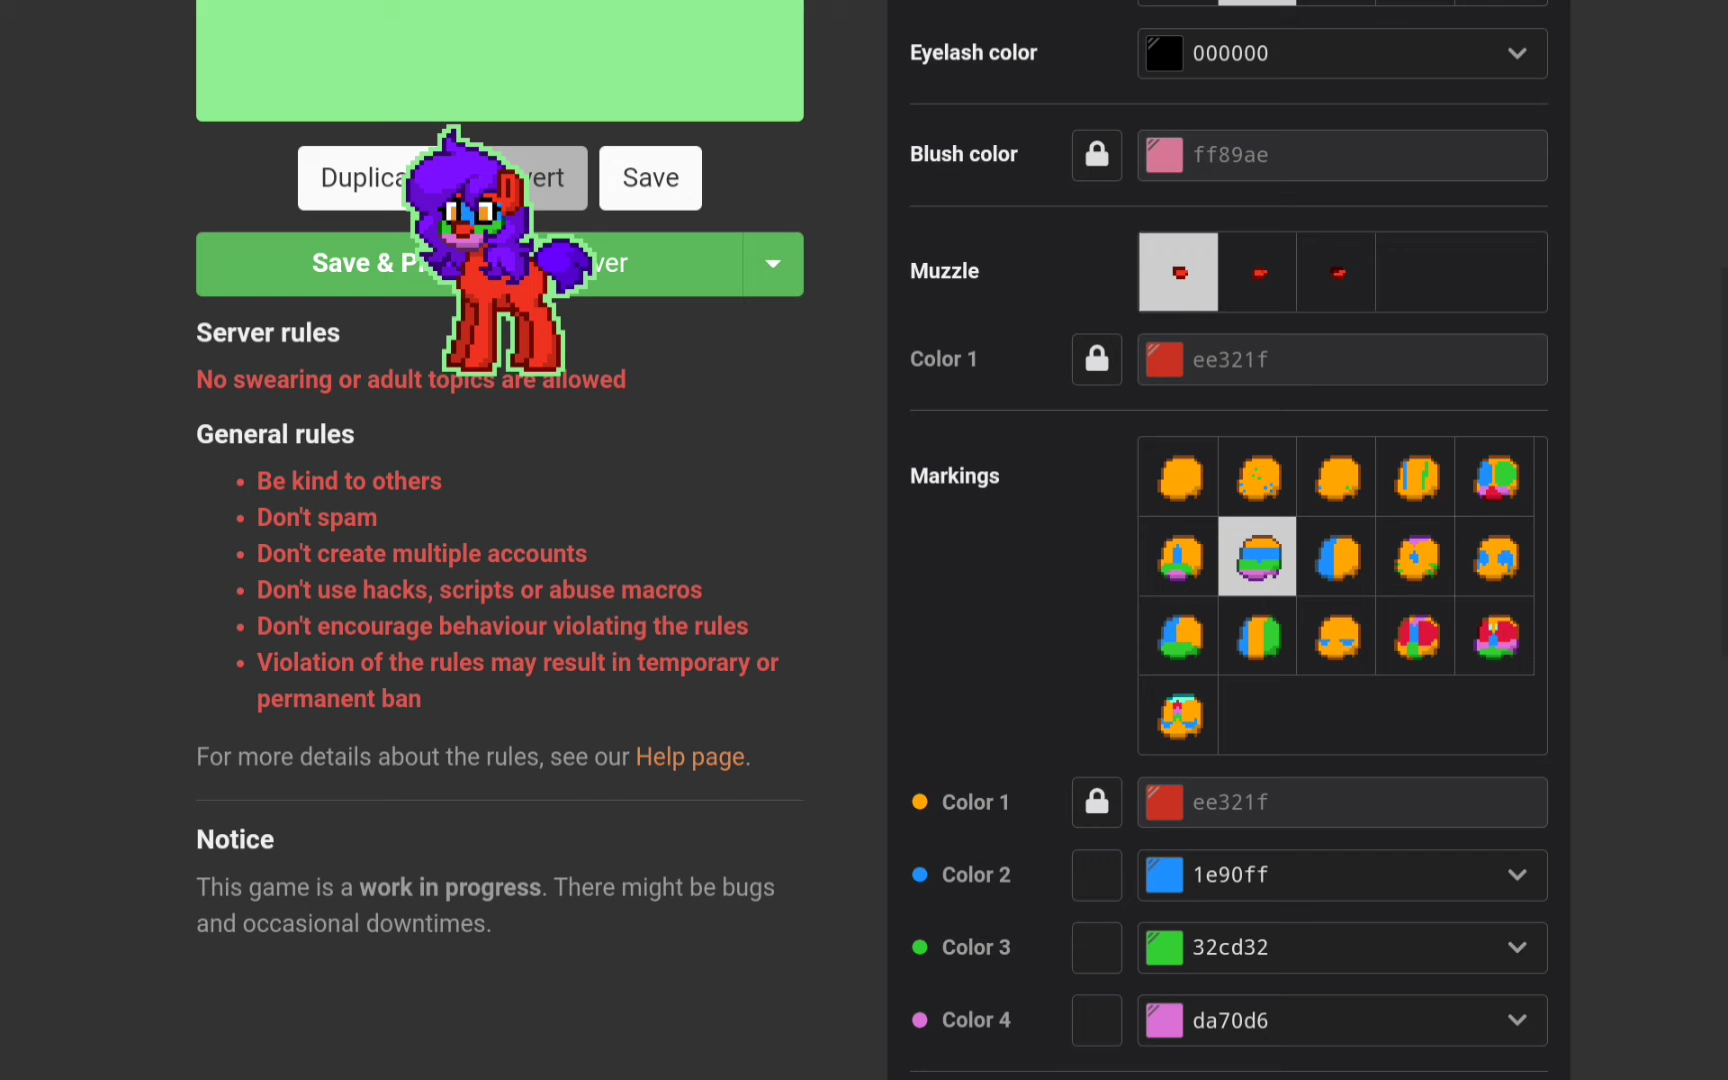 Duplica
vert
Save
Save & P
ver
Server rules
No swearing or adult topics are allowed
General rules
Be kind to others
Don't spam
Don't create multiple accounts
Don't use hacks, scripts or abuse macros
Don't encourage behaviour violating the rules
Violation of the rules may result in temporary or
permanent ban
For more details about the rules, see our Help page.
Notice
This game is a work in progress. There might be bugs
and occasional downtimes.
Eyelash color
000000
Blush color
ff89ae
Muzzle
Color 1
ee321f
Markings
Color 1
ee321f
Color 2
1e90ff
Color 3
32cd32
Color 4
da70d6